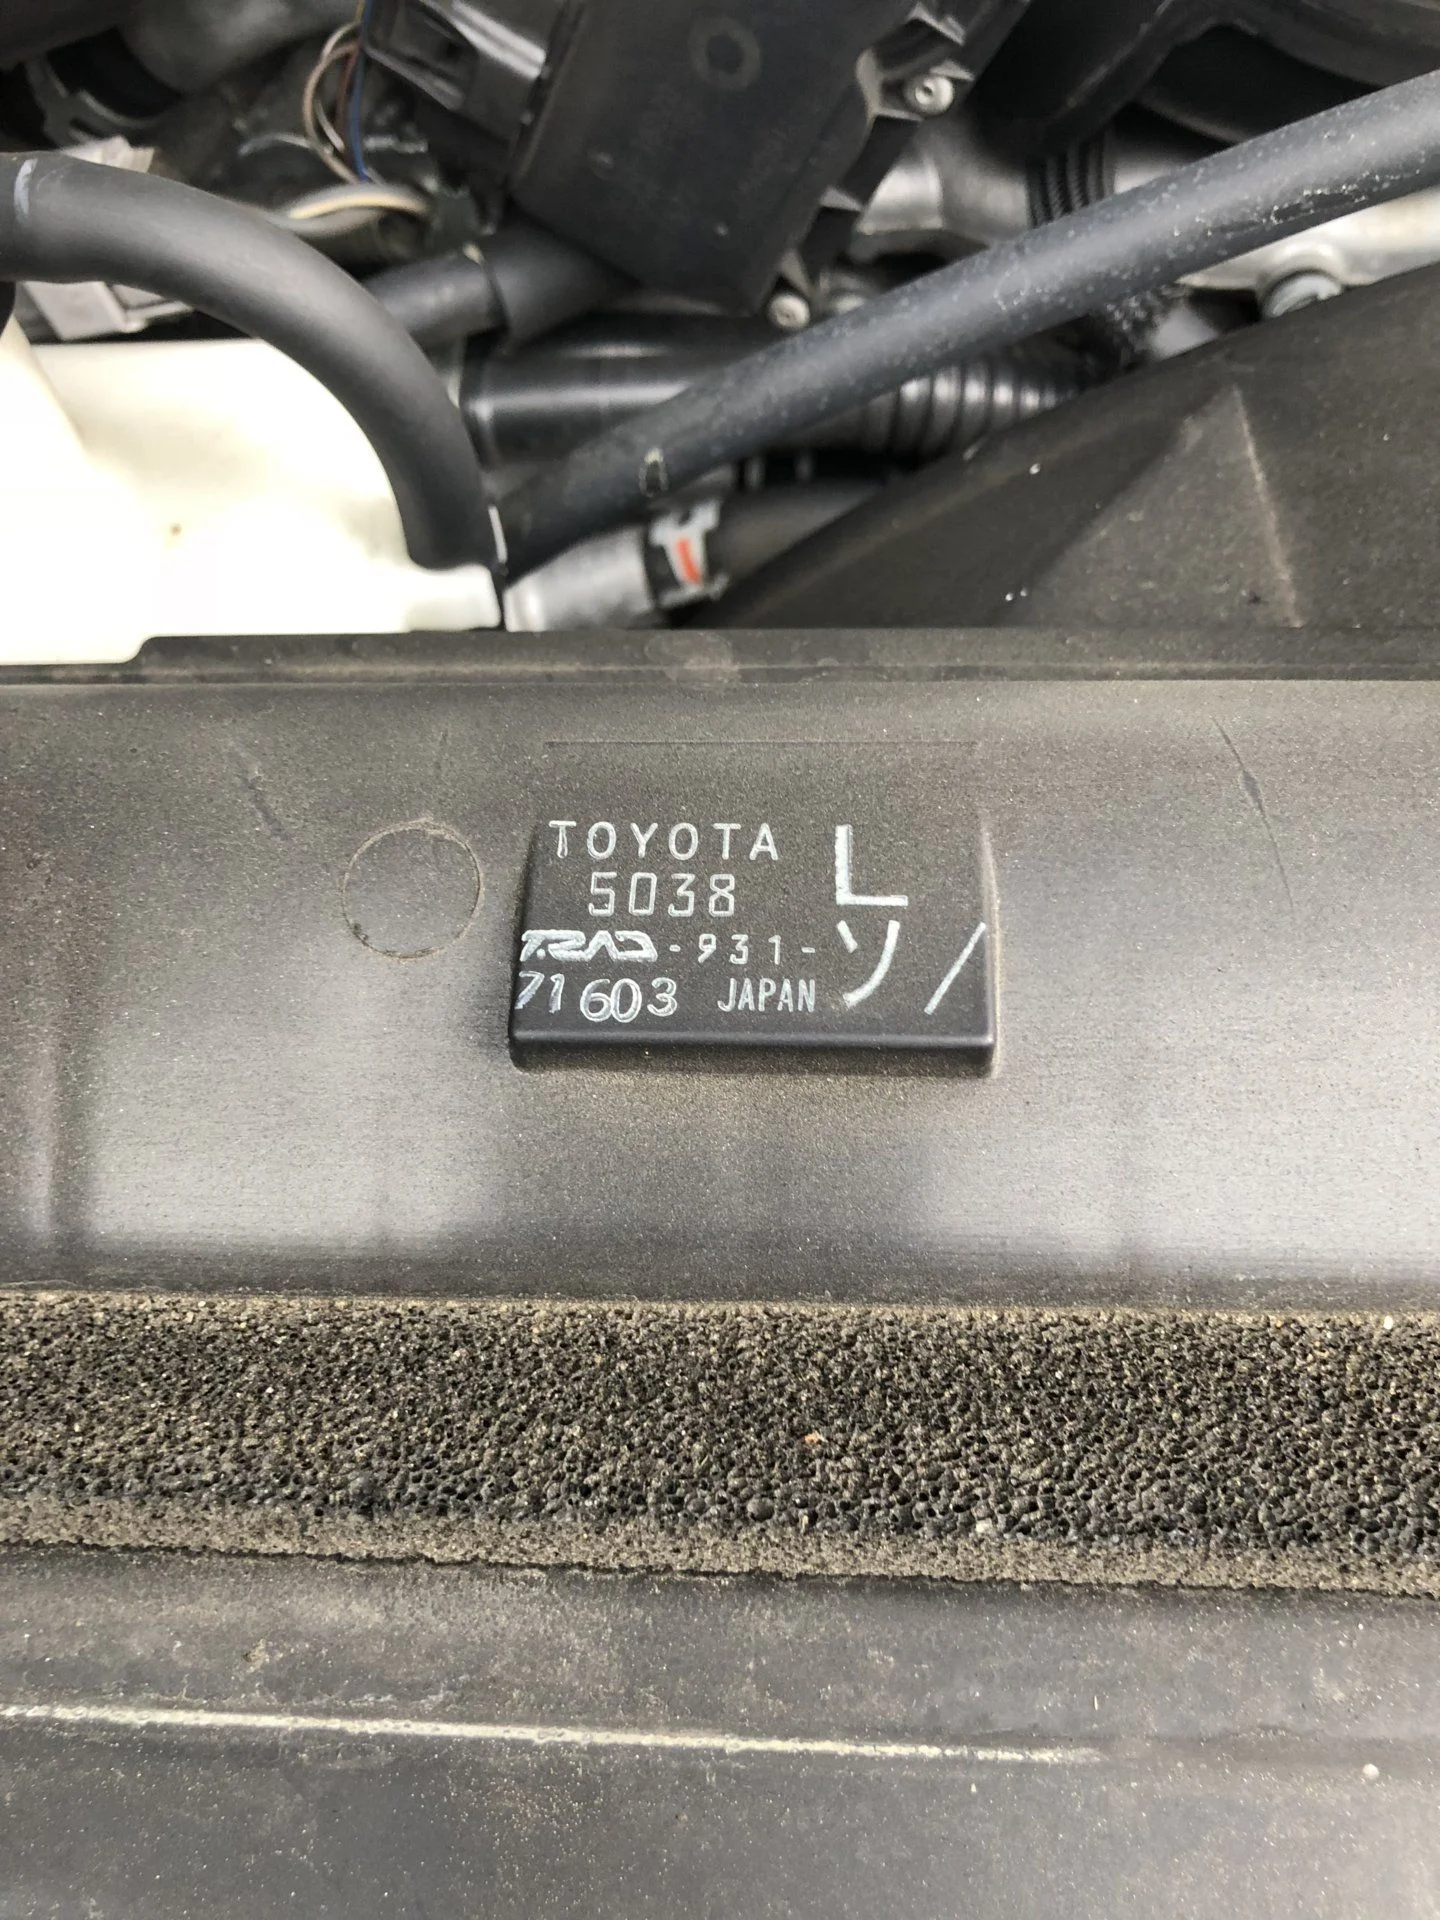 TOYOTA L
5038
T.RAD-931-ソ/
71603 JAPAN